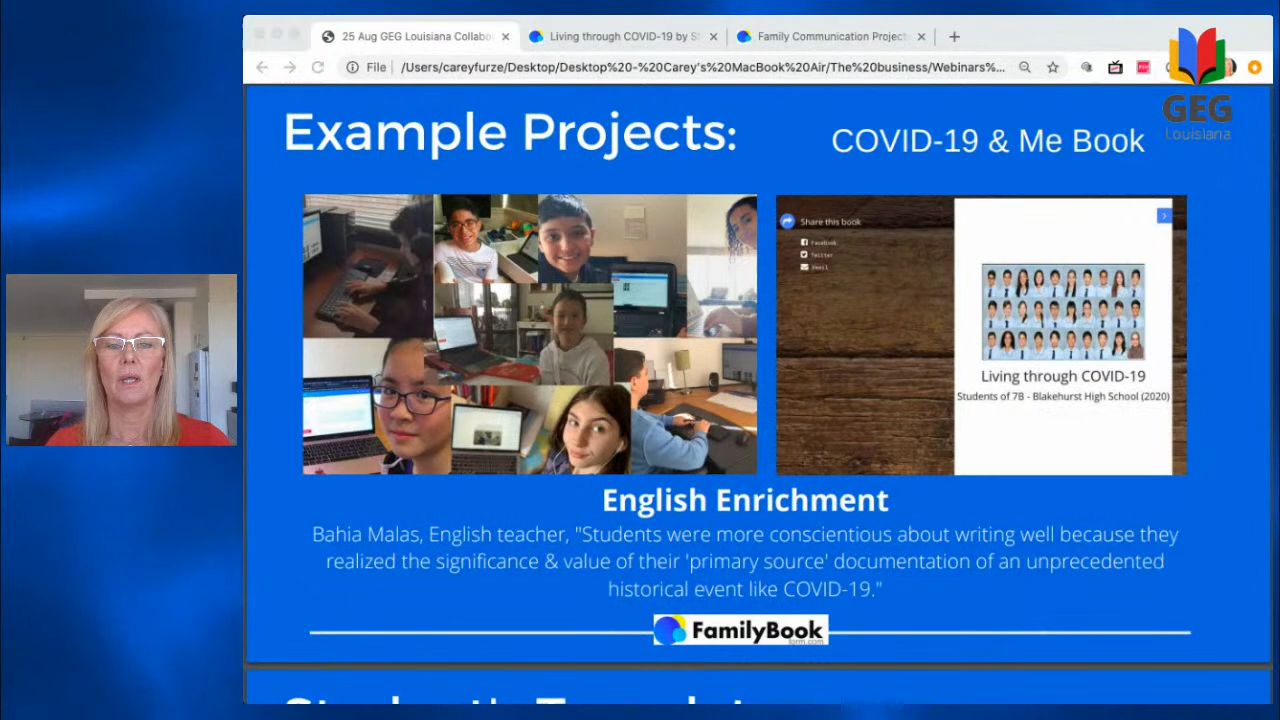 25 Aug GEG Louisiana Collabo
Living through COVID-19 by S
Family Communication Project
File
/Users/careyfurze/Desktop/Desktop%20-%20Carey's%20MacBook%20Air/The%20business/Webinars%...
GEG
Louisiana
Example Projects:
COVID-19 & Me Book
Share this book
Facebook
Twitter
Email
Living through COVID-19
Students of 7B - Blakehurst High School (2020)
English Enrichment
Bahia Malas, English teacher, "Students were more conscientious about writing well because they
realized the significance & value of their 'primary source' documentation of an unprecedented
historical event like COVID-19."
FamilyBook
form.com